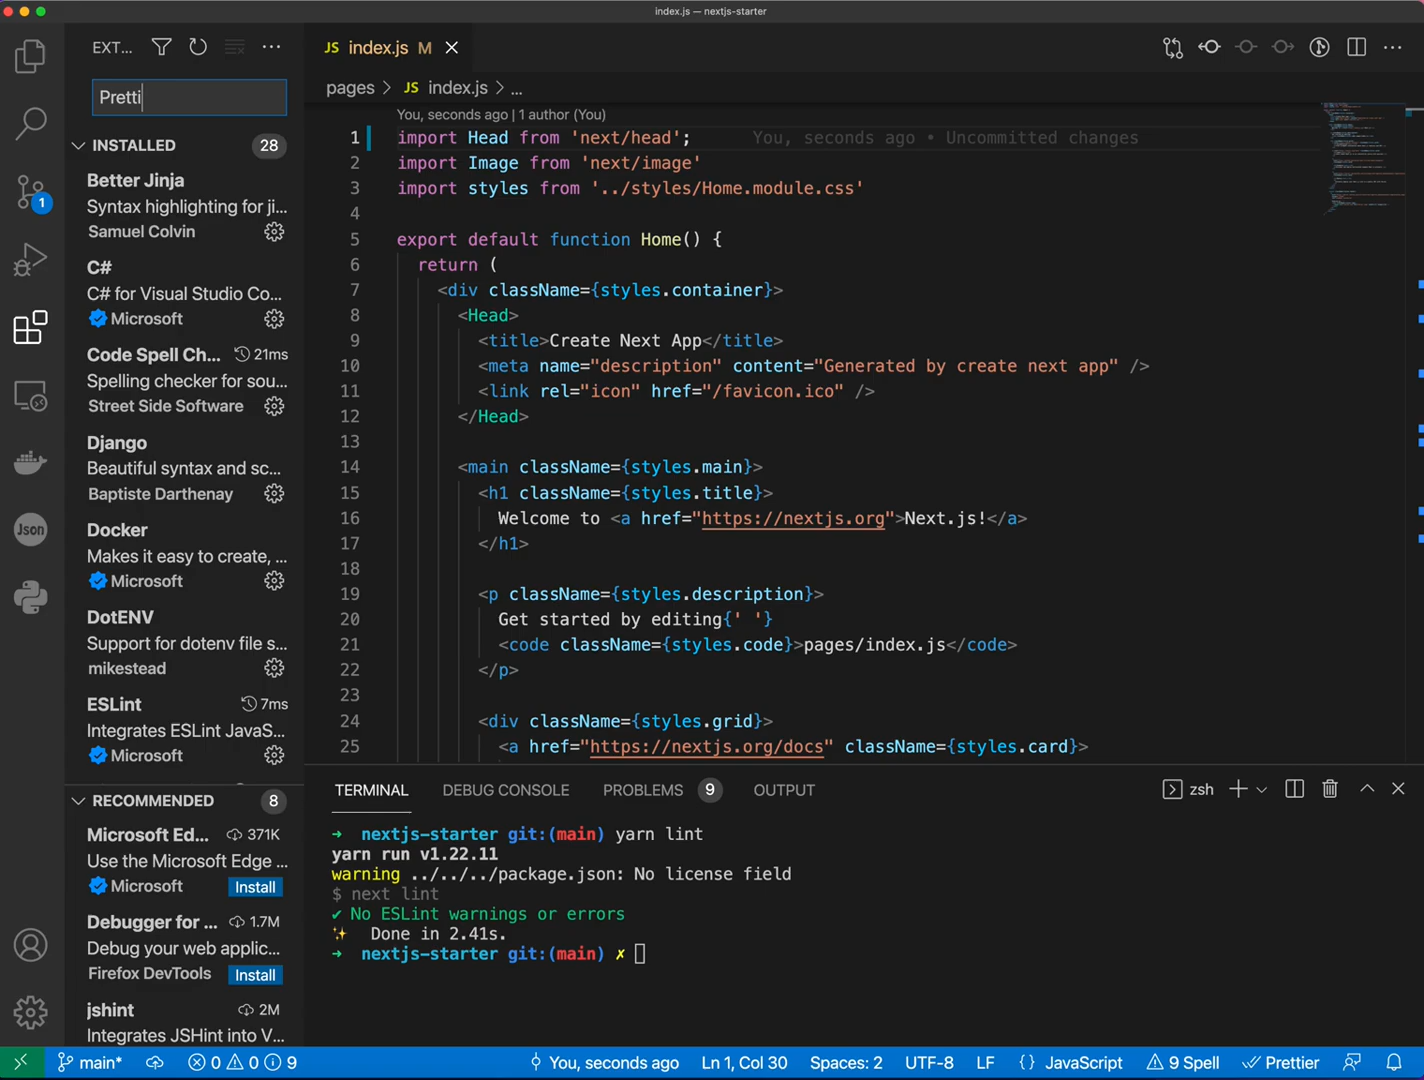 index.js — nextjs-starter
EXT...
JS index.js M
Pretti
pages > JS index.js > ...
INSTALLED 28
Better Jinja
Syntax highlighting for ji...
Samuel Colvin
C#
C# for Visual Studio Co...
Microsoft
Code Spell Ch... 21ms
Spelling checker for sou...
Street Side Software
Django
Beautiful syntax and sc...
Baptiste Darthenay
Docker
Makes it easy to create, ...
Microsoft
DotENV
Support for dotenv file s...
mikestead
ESLint 7ms
Integrates ESLint JavaS...
Microsoft
RECOMMENDED 8
Microsoft Ed... 371K
Use the Microsoft Edge ...
Microsoft Install
Debugger for ... 1.7M
Debug your web applic...
Firefox DevTools Install
jshint 2M
Integrates JSHint into V...
1
Json
You, seconds ago | 1 author (You)
1 import Head from 'next/head'; You, seconds ago • Uncommitted changes
2 import Image from 'next/image'
3 import styles from '../styles/Home.module.css'
4
5 export default function Home() {
6 return (
7 <div className={styles.container}>
8 <Head>
9 <title>Create Next App</title>
10 <meta name="description" content="Generated by create next app" />
11 <link rel="icon" href="/favicon.ico" />
12 </Head>
13
14 <main className={styles.main}>
15 <h1 className={styles.title}>
16 Welcome to <a href="https://nextjs.org">Next.js!</a>
17 </h1>
18
19 <p className={styles.description}>
20 Get started by editing{' '}
21 <code className={styles.code}>pages/index.js</code>
22 </p>
23
24 <div className={styles.grid}>
25 <a href="https://nextjs.org/docs" className={styles.card}>
TERMINAL DEBUG CONSOLE PROBLEMS 9 OUTPUT zsh
➜ nextjs-starter git:(main) yarn lint
yarn run v1.22.11
warning ../../../package.json: No license field
$ next lint
✔ No ESLint warnings or errors
✨ Done in 2.41s.
➜ nextjs-starter git:(main) ✗
main* 0 0 9 You, seconds ago Ln 1, Col 30 Spaces: 2 UTF-8 LF {} JavaScript 9 Spell Prettier